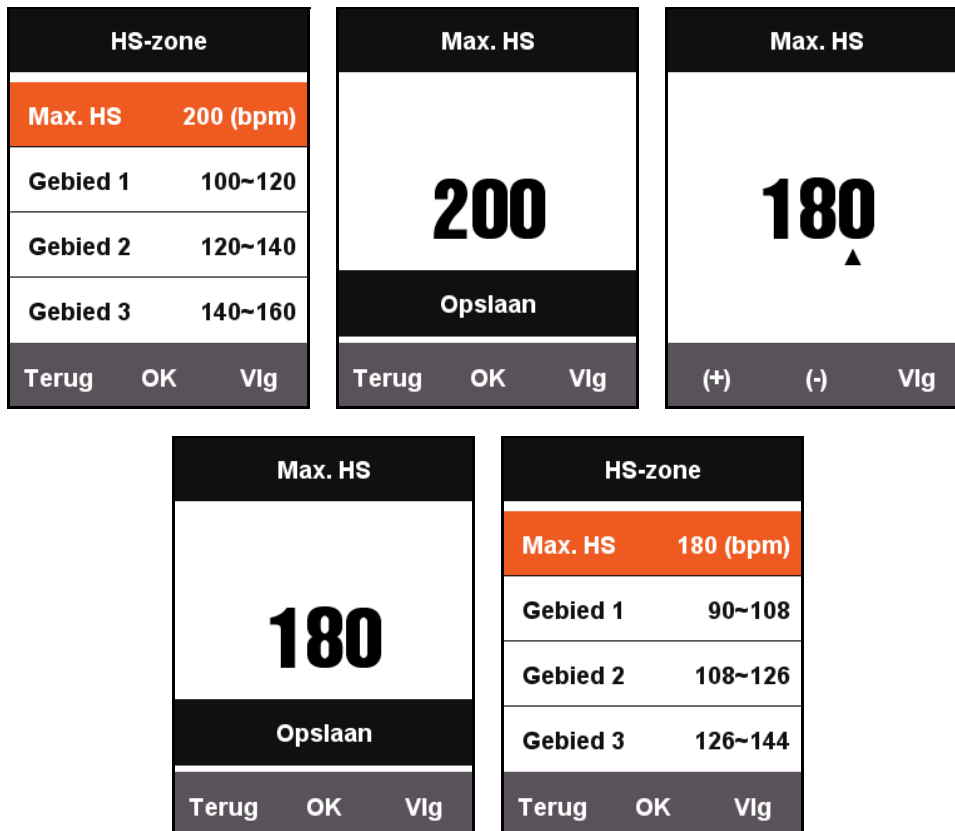 HS-zone
Max. HS 200 (bpm)
Gebied 1 100~120
Gebied 2 120~140
Gebied 3 140~160
Terug OK Vlg
Max. HS
200
Opslaan
Terug OK Vlg
Max. HS
180
▲
(+) (-) Vlg
Max. HS
180
Opslaan
Terug OK Vlg
HS-zone
Max. HS 180 (bpm)
Gebied 1 90~108
Gebied 2 108~126
Gebied 3 126~144
Terug OK Vlg